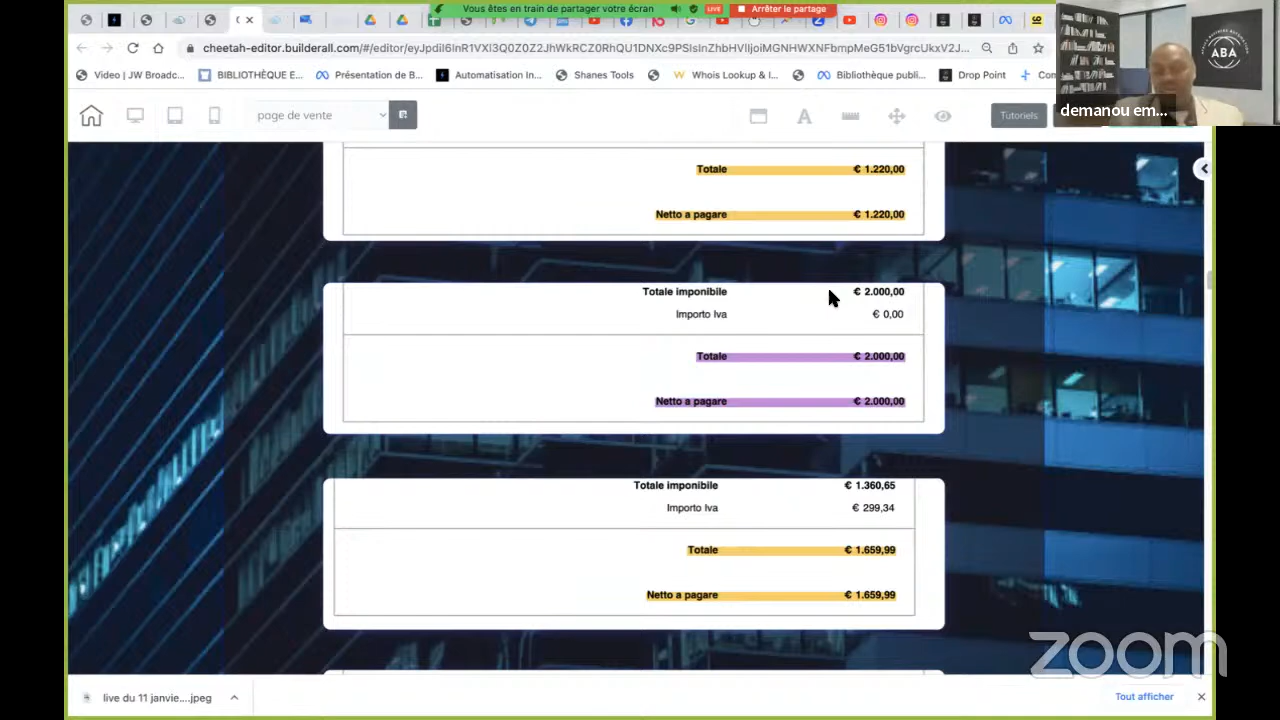 Vous êtes en train de partager votre écran
LIVE
Arrêter le partage
cheetah-editor.builderall.com/#/editor/
Video | JW Broadc...
BIBLIOTHÈQUE E...
Présentation de B...
Automatisation In...
Shanes Tools
Whois Lookup & I...
Bibliothèque publi...
Drop Point
ABA
demanou em...
page de vente
Tutoriels
Totale € 1.220,00
Netto a pagare € 1.220,00
Totale imponibile € 2.000,00
Importo Iva € 0,00
Totale € 2.000,00
Netto a pagare € 2.000,00
Totale imponibile € 1.360,65
Importo Iva € 299,34
Totale € 1.659,99
Netto a pagare € 1.659,99
zoom
live du 11 janvie....jpeg
Tout afficher